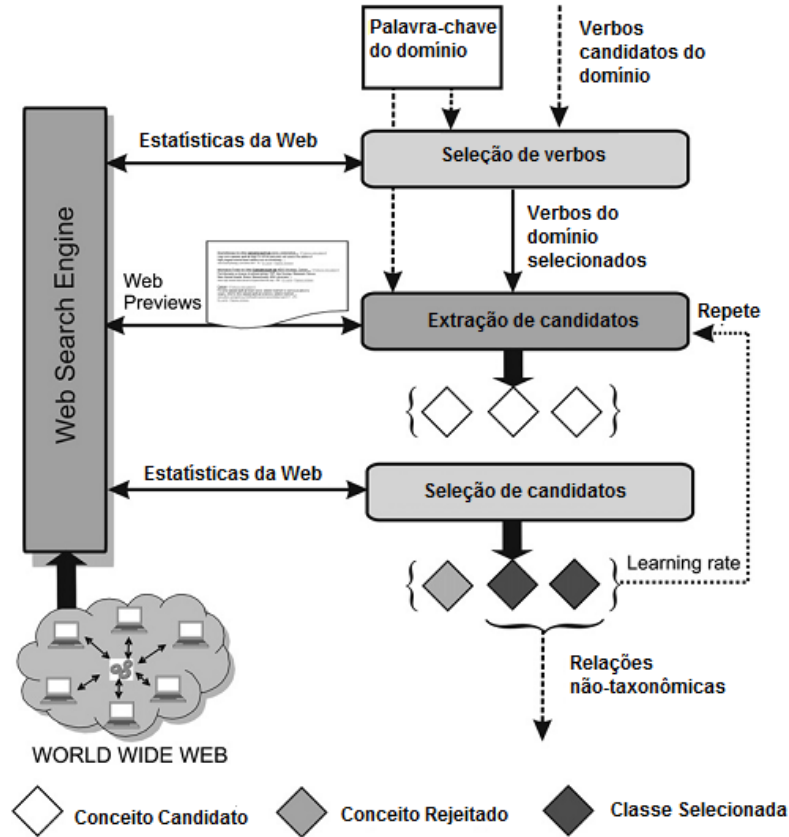 Palavra-chave
do domínio
Verbos
candidatos do
domínio
Estatísticas da Web
Seleção de verbos
Verbos do
domínio
selecionados
Web Search Engine
Web
Previews
Extração de candidatos
Repete
Estatísticas da Web
Seleção de candidatos
Learning rate
Relações
não-taxonômicas
WORLD WIDE WEB
Conceito Candidato
Conceito Rejeitado
Classe Selecionada